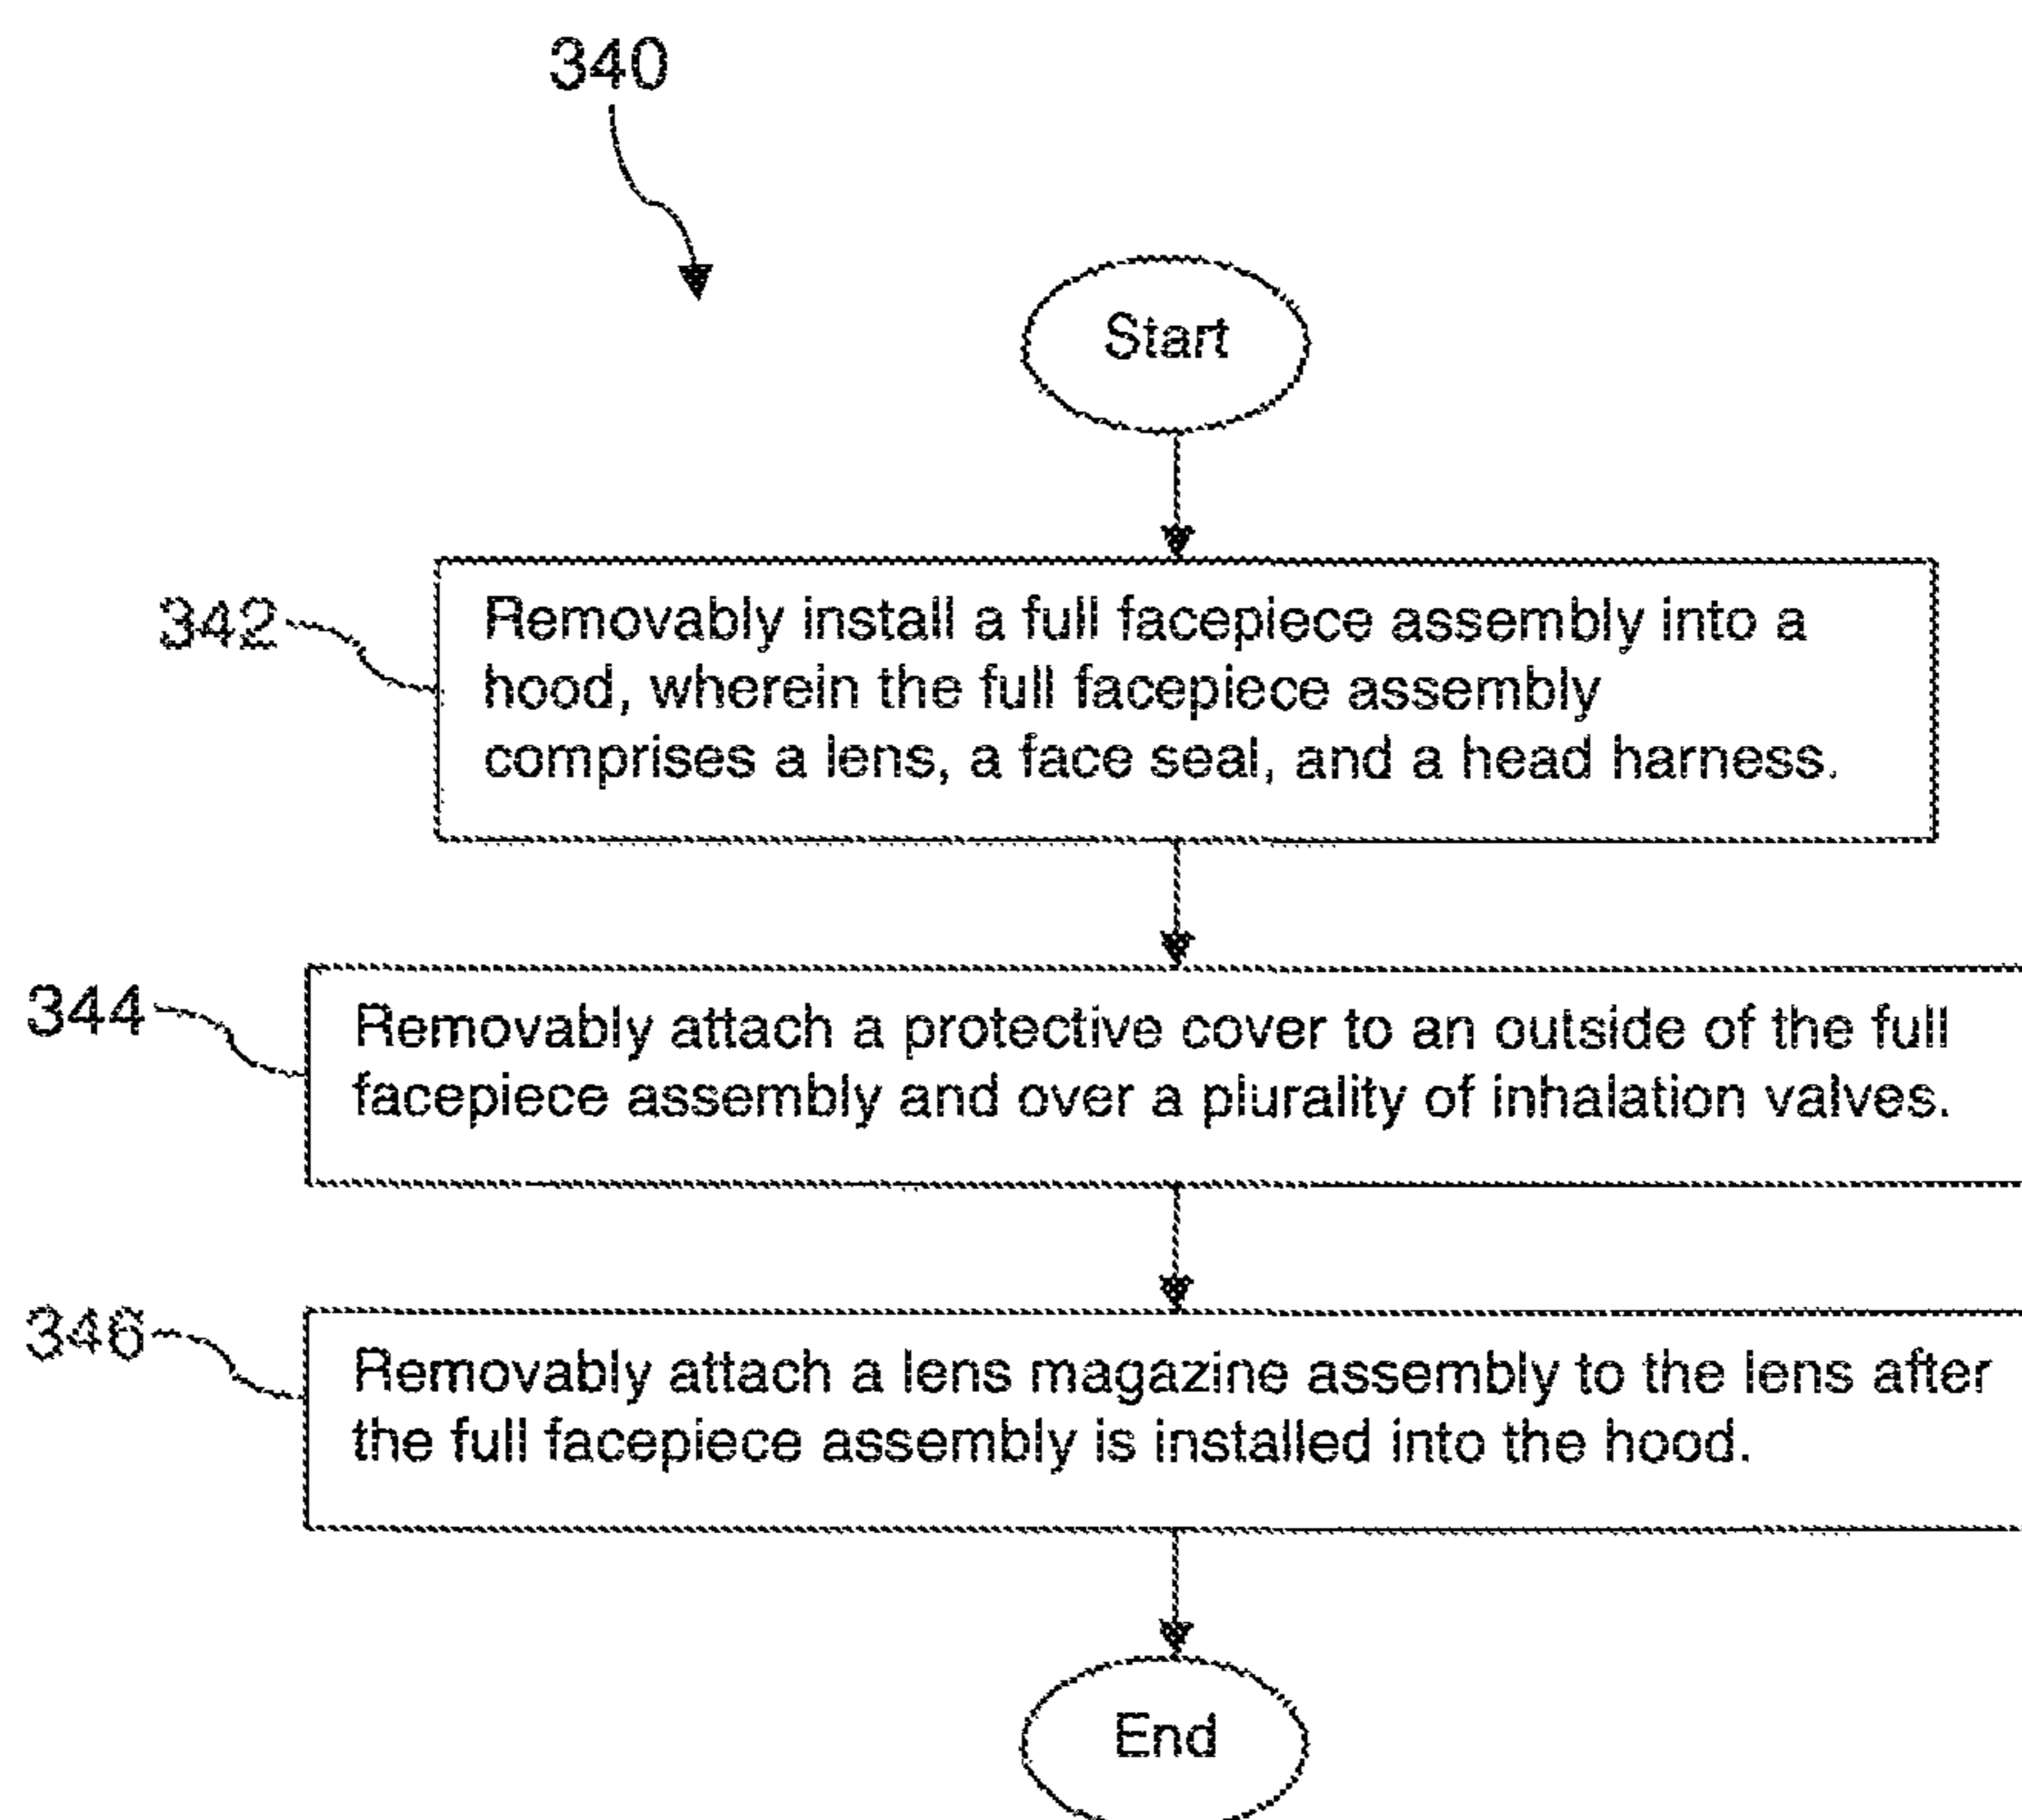 340
Start
342
Removably install a full facepiece assembly into a
hood, wherein the full facepiece assembly
comprises a lens, a face seal, and a head harness.
344
Removably attach a protective cover to an outside of the full
facepiece assembly and over a plurality of inhalation valves.
346
Removably attach a lens magazine assembly to the lens after
the full facepiece assembly is installed into the hood.
End